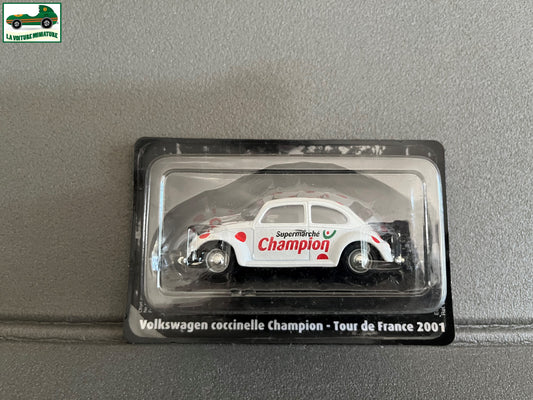 LA VOITURE MINIATURE
Supermarché
Champion
Volkswagen coccinelle Champion - Tour de France 2001